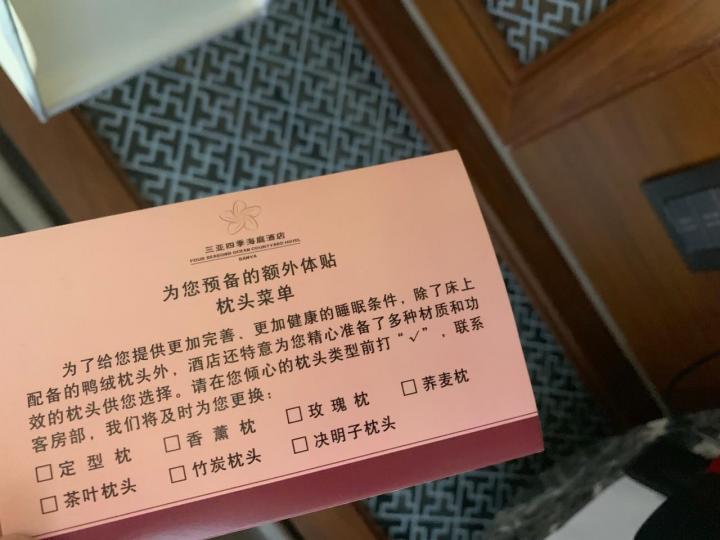 三亚四季海庭酒店
FOUR SEASONS OCEAN COURTYARD HOTEL
SANYA
为您预备的额外体贴
枕头菜单
为了给您提供更加完善、更加健康的睡眠条件，除了床上
配备的鸭绒枕头外，酒店还特意为您精心准备了多种材质和功
效的枕头供您选择。请在您倾心的枕头类型前打“√”，联系
客房部，我们将及时为您更换：
□ 定 型 枕 □ 香 薰 枕 □ 玫 瑰 枕 □ 荞麦枕
□ 茶叶枕头 □ 竹炭枕头 □ 决明子枕头